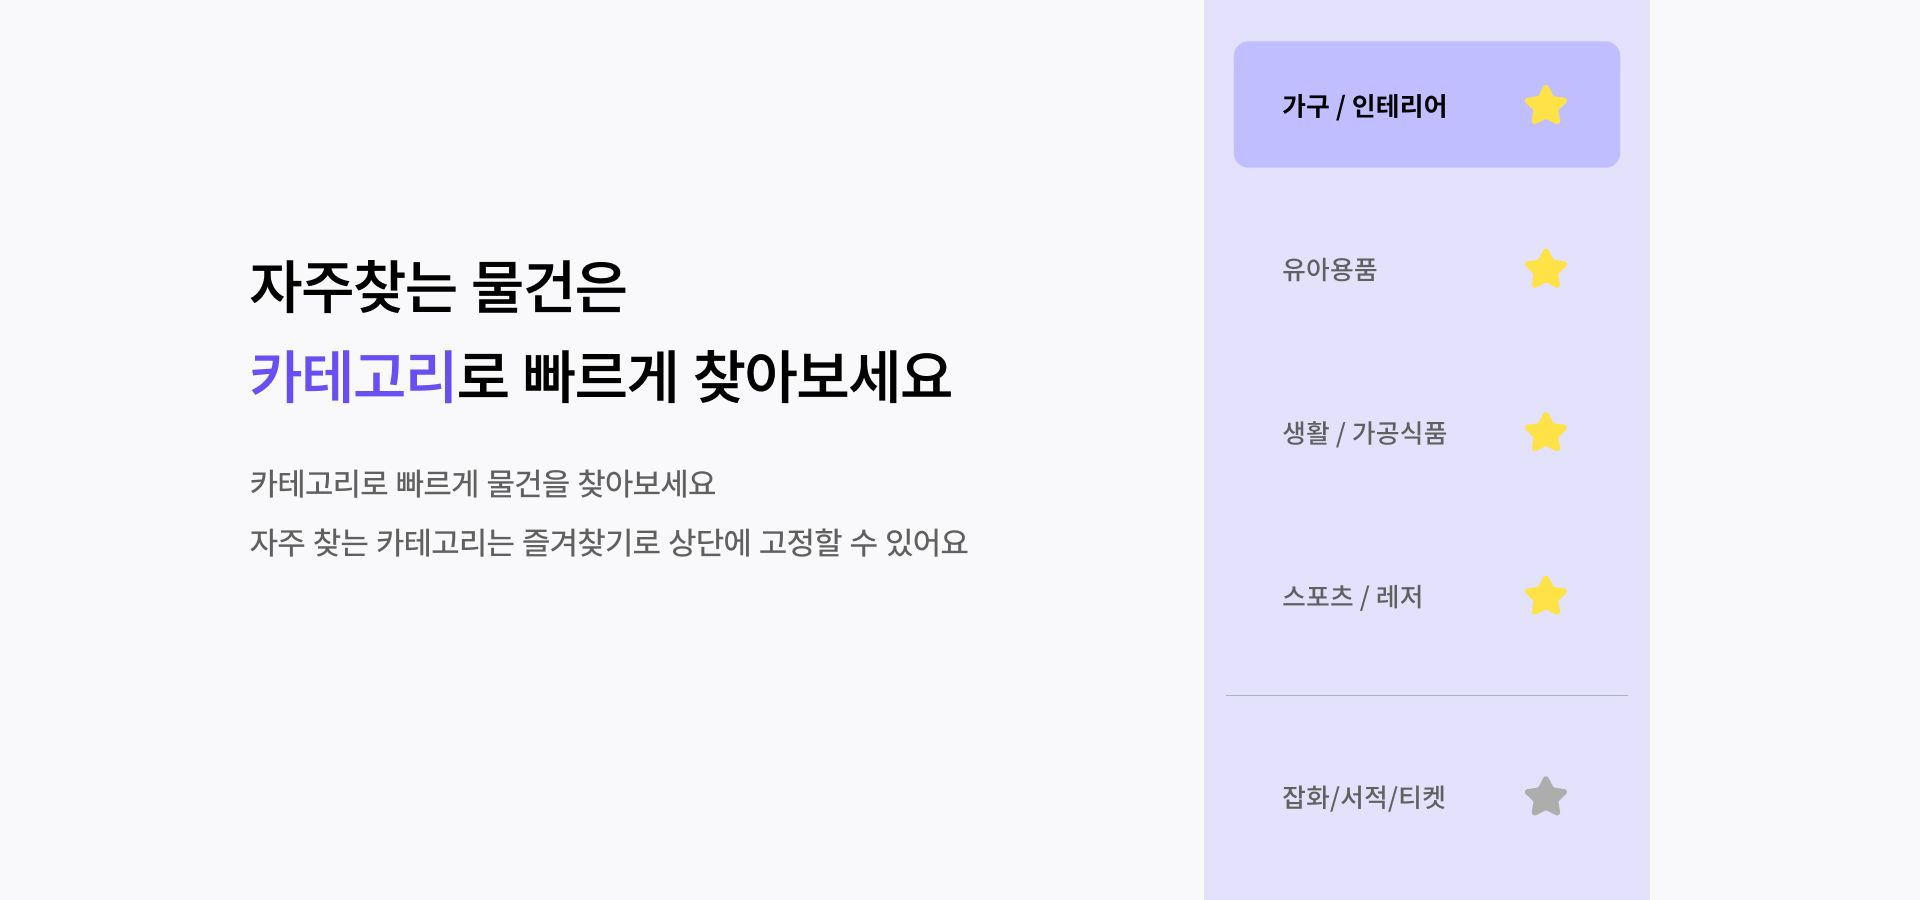 자주찾는 물건은
카테고리로 빠르게 찾아보세요
카테고리로 빠르게 물건을 찾아보세요
자주 찾는 카테고리는 즐겨찾기로 상단에 고정할 수 있어요
가구 / 인테리어
유아용품
생활 / 가공식품
스포츠 / 레저
잡화/서적/티켓